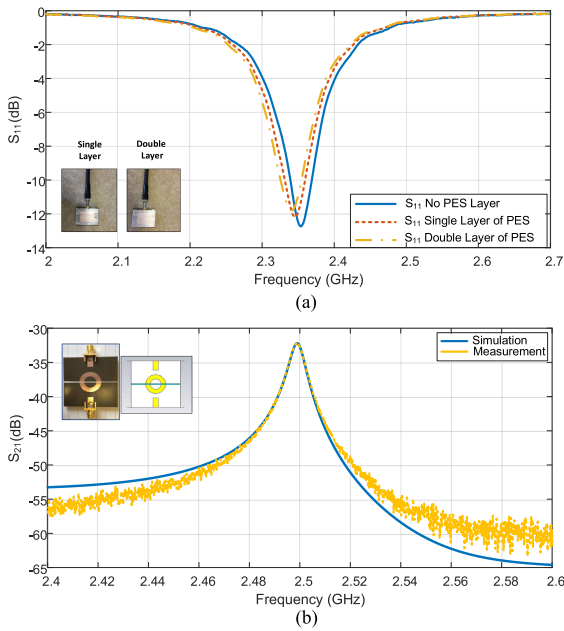 0
-2
-4
-6
-8
-10
-12
-14
S11(dB)
Single
Layer
Double
Layer
S11 No PES Layer
S11 Single Layer of PES
S11 Double Layer of PES
2 2.1 2.2 2.3 2.4 2.5 2.6 2.7
Frequency (GHz)
(a)
-30
-35
-40
-45
-50
-55
-60
-65
S21(dB)
Simulation
Measurement
2.4 2.42 2.44 2.46 2.48 2.5 2.52 2.54 2.56 2.58 2.6
Frequency (GHz)
(b)